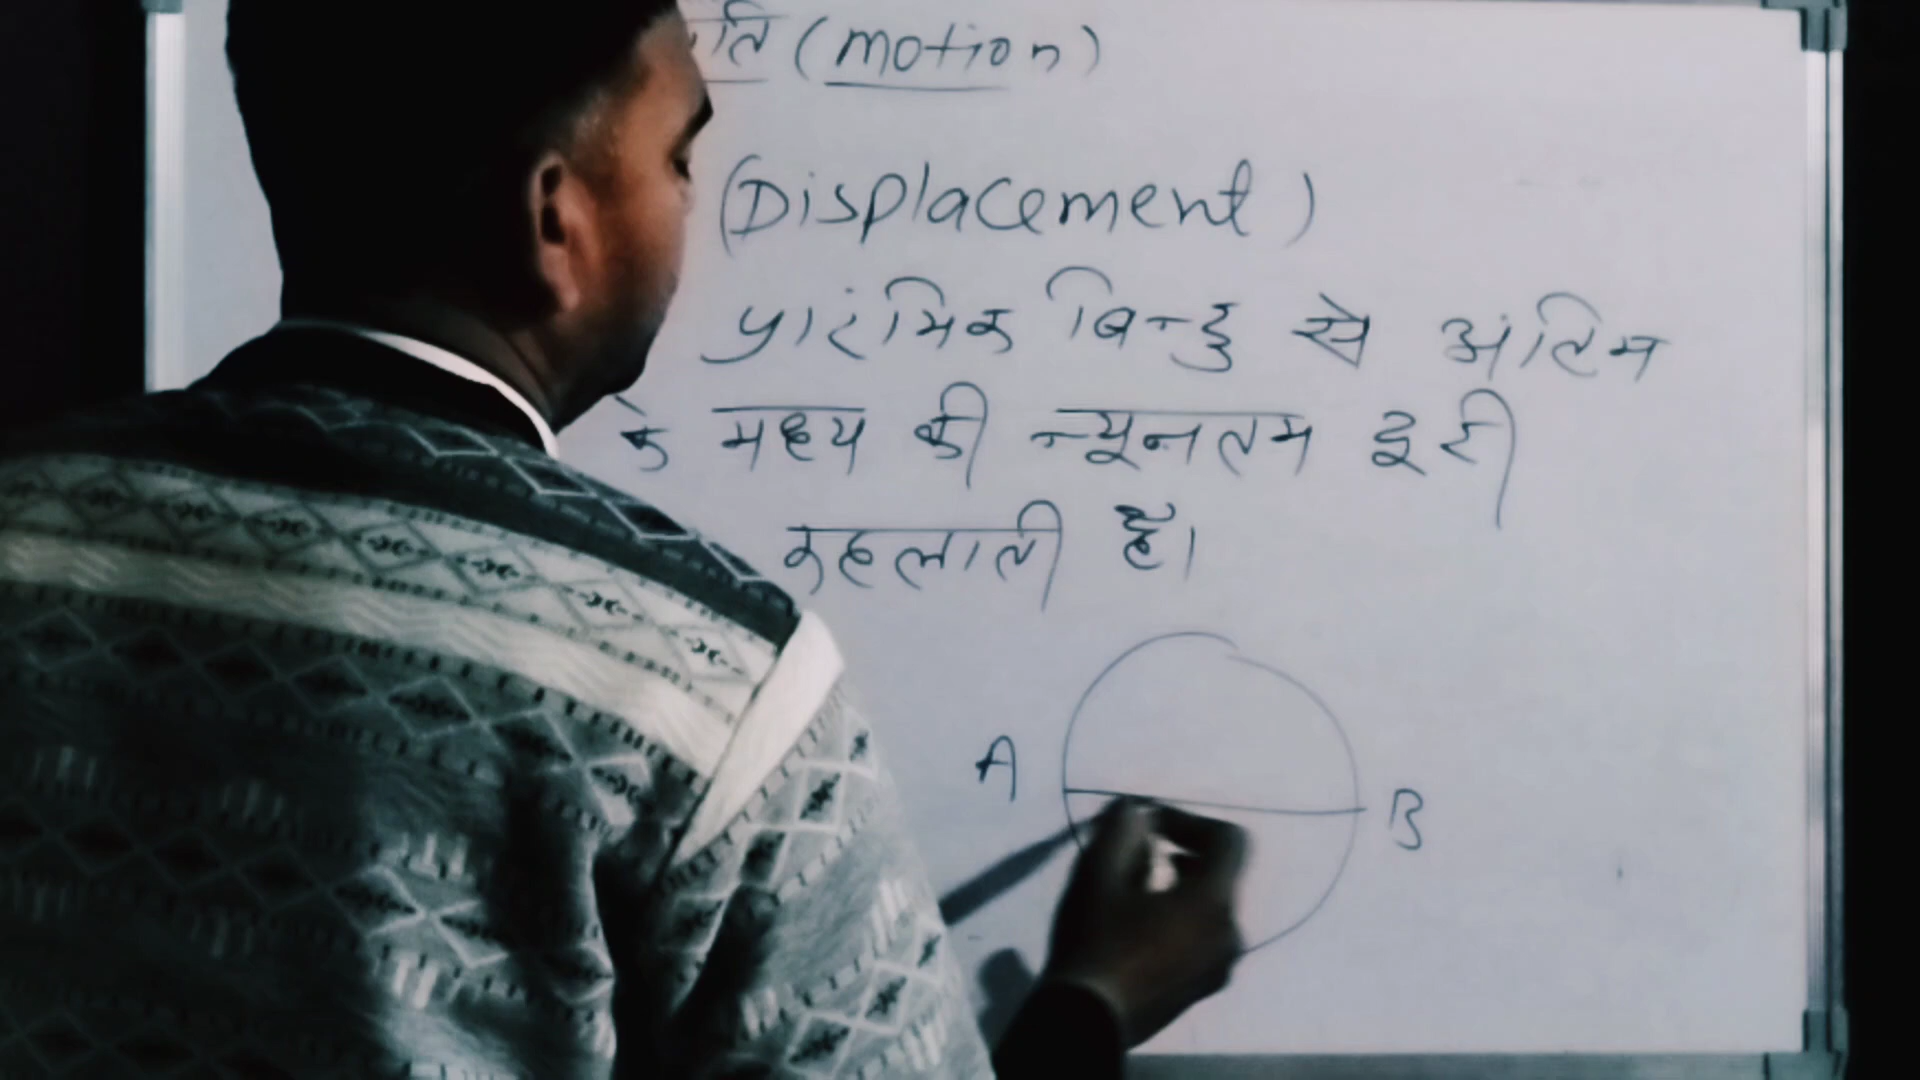 (motion)
(Displacement)
प्रारंभिक बिन्दु से अंतिम
के मध्य की न्यूनतम दूरी
कहलाती है।
A B